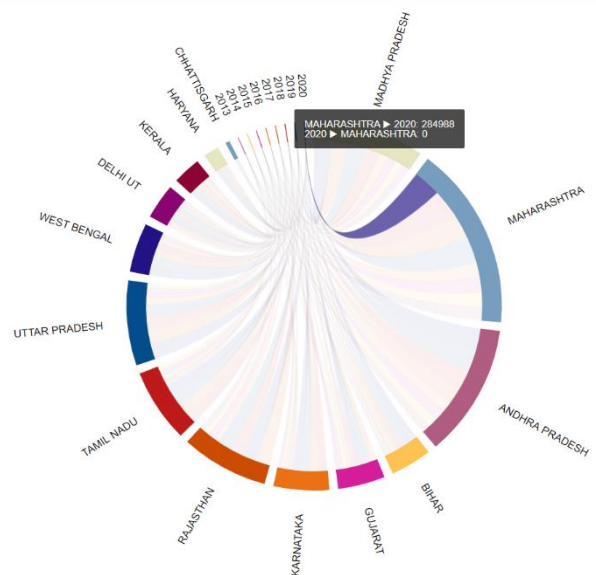 MADHYA PRADESH
MAHARASHTRA ▶ 2020: 284988
2020 ▶ MAHARASHTRA: 0
MAHARASHTRA
ANDHRA PRADESH
BIHAR
GUJARAT
KARNATAKA
RAJASTHAN
TAMIL NADU
UTTAR PRADESH
WEST BENGAL
DELHI UT
KERALA
HARYANA
CHHATTISGARH
2013
2014
2015
2016
2017
2018
2019
2020